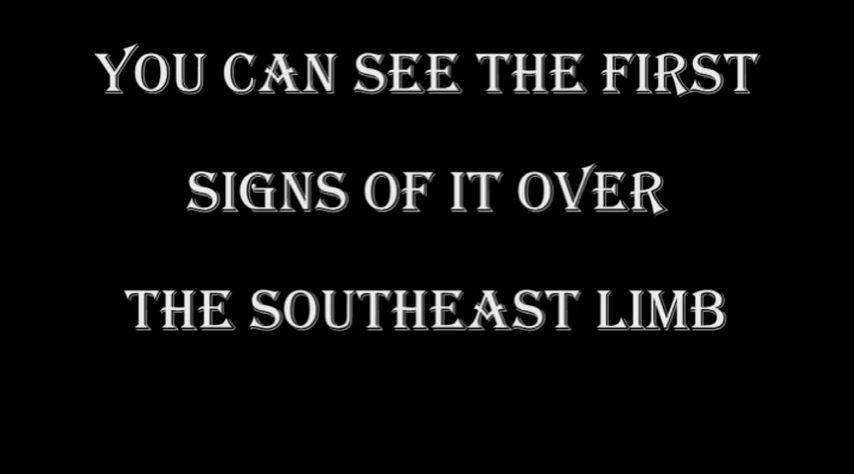 YOU CAN SEE THE FIRST
SIGNS OF IT OVER
THE SOUTHEAST LIMB